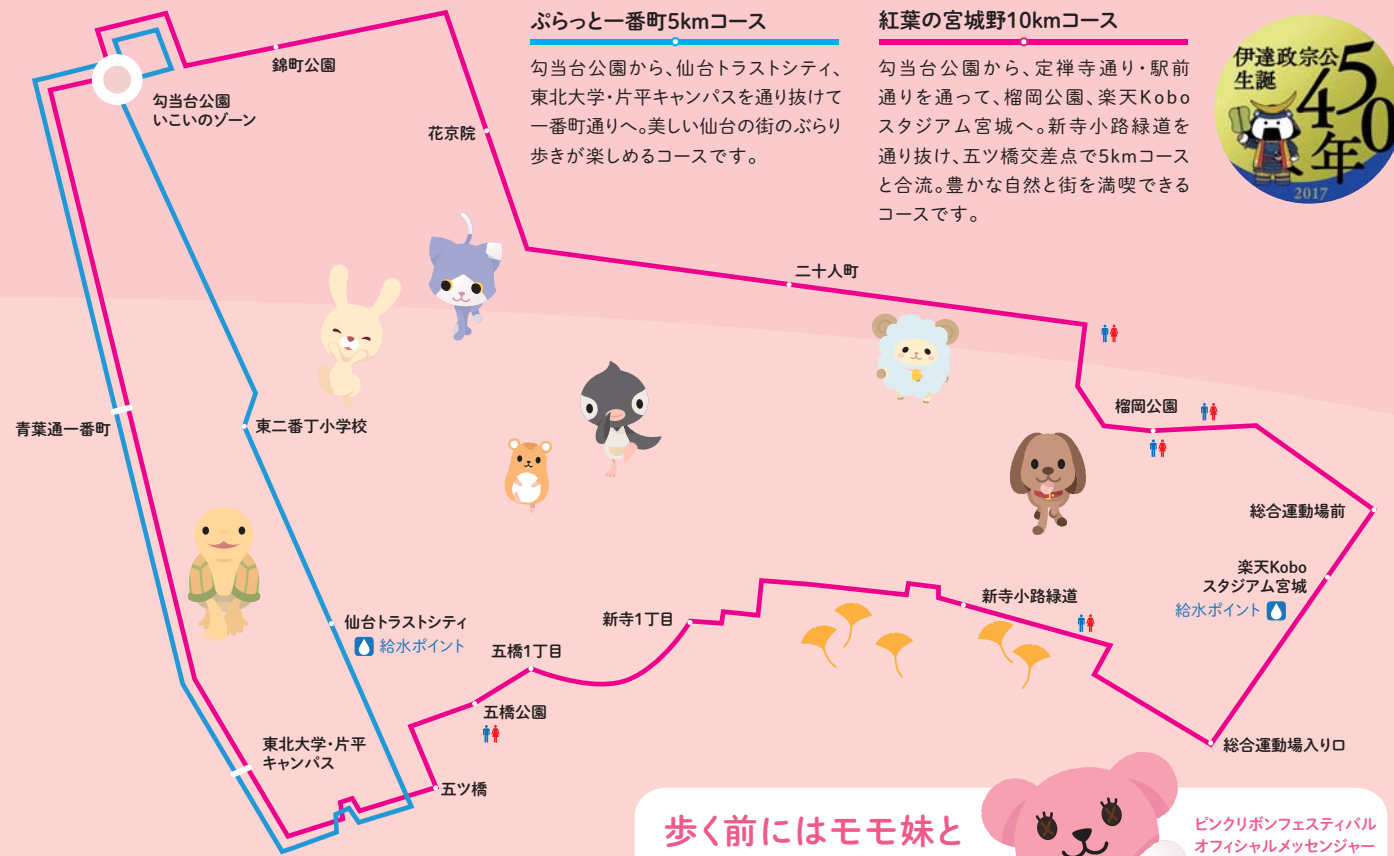 ぷらっと一番町5kmコース
勾当台公園から、仙台トラストシティ、
東北大学・片平キャンパスを通り抜けて
一番町通りへ。美しい仙台の街のぶらり
歩きが楽しめるコースです。
紅葉の宮城野10kmコース
勾当台公園から、定禅寺通り・駅前
通りを通って、榴岡公園、楽天Kobo
スタジアム宮城へ。新寺小路緑道を
通り抜け、五ツ橋交差点で5kmコース
と合流。豊かな自然と街を満喫できる
コースです。
伊達政宗公
生誕
450年
2017
錦町公園
勾当台公園
いこいのゾーン
花京院
二十人町
榴岡公園
青葉通一番町
東二番丁小学校
総合運動場前
楽天Kobo
スタジアム宮城
給水ポイント
新寺小路緑道
新寺1丁目
仙台トラストシティ
給水ポイント
五橋1丁目
五橋公園
東北大学・片平
キャンパス
総合運動場入り口
五ツ橋
歩く前にはモモ妹と
ピンクリボンフェスティバル
オフィシャルメッセンジャー